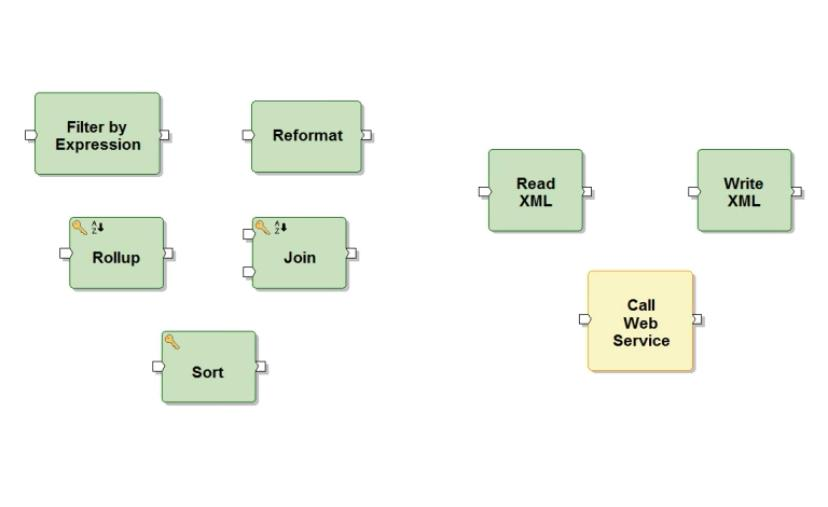 Filter by
Expression
Reformat
Read
XML
Write
XML
A
Z
Rollup
A
Z
Join
Call
Web
Service
Sort